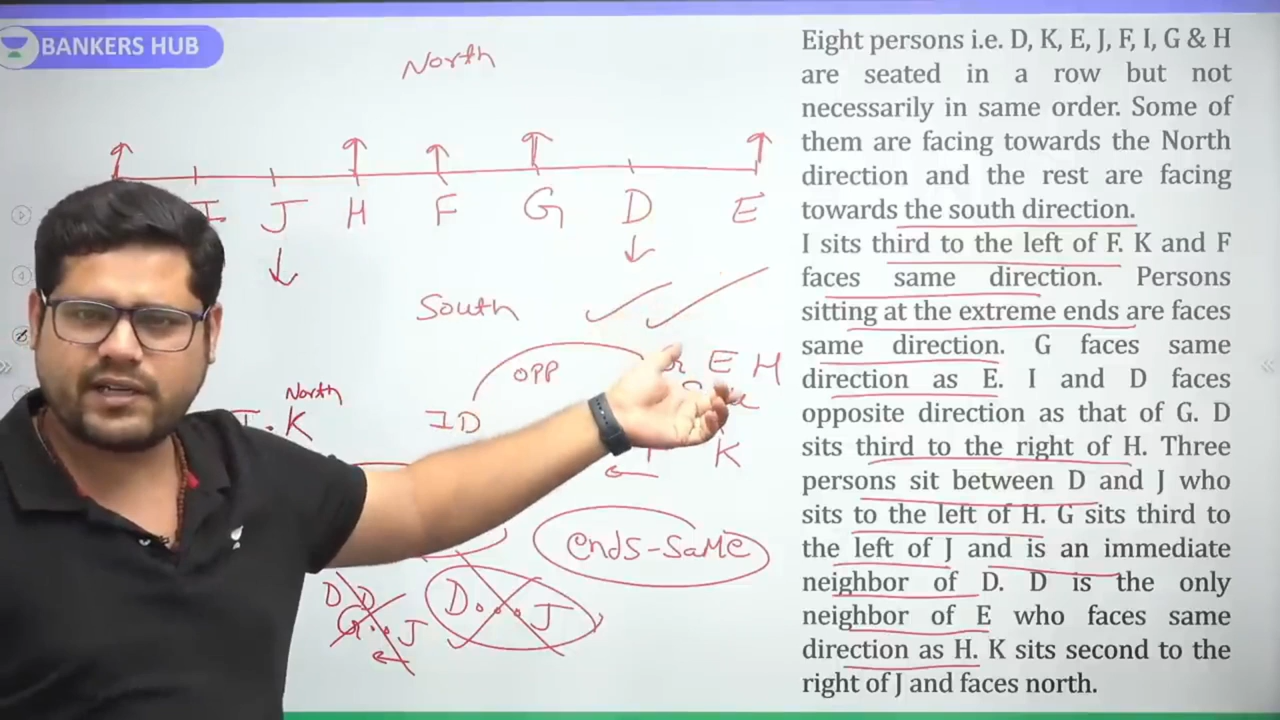 BANKERS HUB
North
I J H F G D E
South
OPP
E H
North
I . K
I D
K
ends-same
D D
G . . J
D . . . J
Eight persons i.e. D, K, E, J, F, I, G & H
are seated in a row but not
necessarily in same order. Some of
them are facing towards the North
direction and the rest are facing
towards the south direction.
I sits third to the left of F. K and F
faces same direction. Persons
sitting at the extreme ends are faces
same direction. G faces same
direction as E. I and D faces
opposite direction as that of G. D
sits third to the right of H. Three
persons sit between D and J who
sits to the left of H. G sits third to
the left of J and is an immediate
neighbor of D. D is the only
neighbor of E who faces same
direction as H. K sits second to the
right of J and faces north.